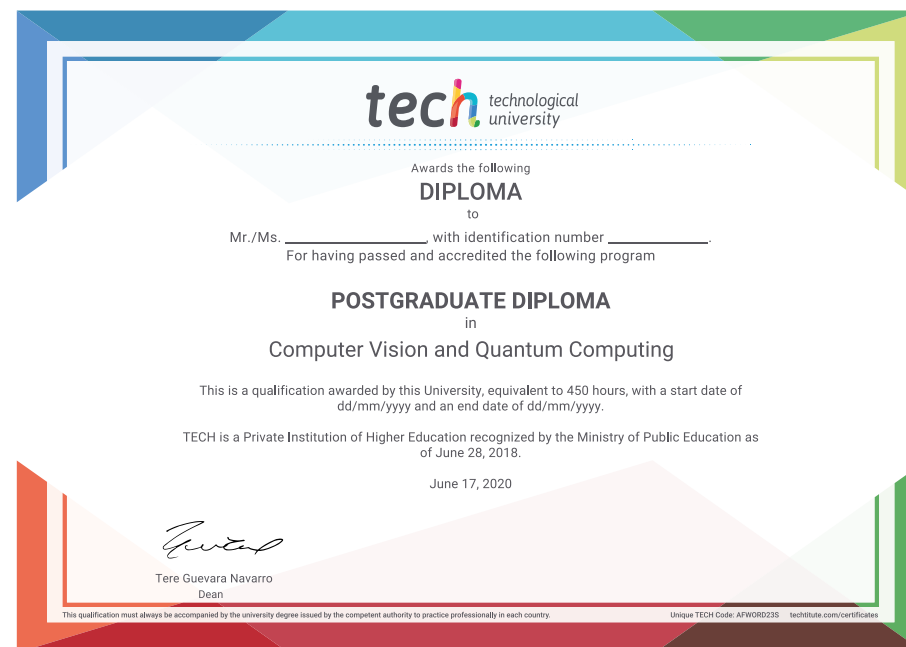 tech technological
university
Awards the following
DIPLOMA
to
Mr./Ms. ____________, with identification number ____________.
For having passed and accredited the following program
POSTGRADUATE DIPLOMA
in
Computer Vision and Quantum Computing
This is a qualification awarded by this University, equivalent to 450 hours, with a start date of
dd/mm/yyyy and an end date of dd/mm/yyyy.
TECH is a Private Institution of Higher Education recognized by the Ministry of Public Education as
of June 28, 2018.
June 17, 2020
Tere Guevara Navarro
Dean
This qualification must always be accompanied by the university degree issued by the competent authority to practice professionally in each country.
Unique TECH Code: AFWORD23S techtitute.com/certificates